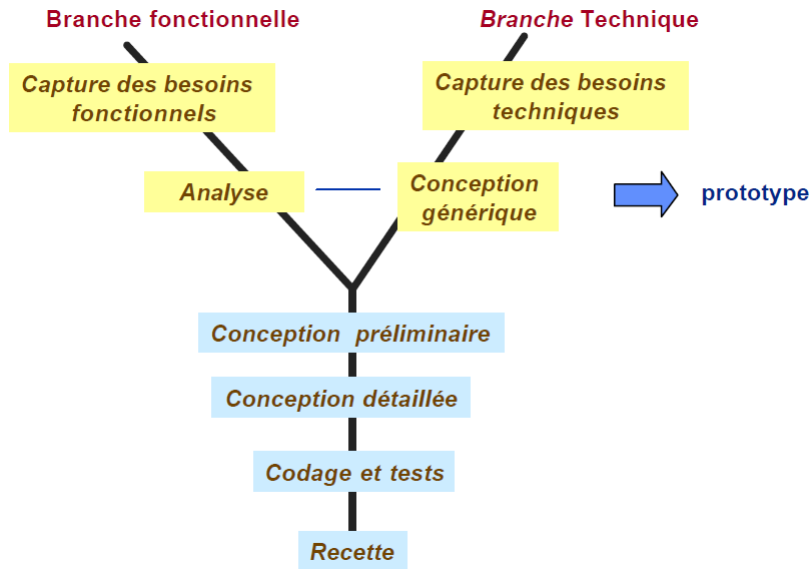 Branche fonctionnelle
Branche Technique
Capture des besoins
fonctionnels
Capture des besoins
techniques
Analyse
Conception
générique
prototype
Conception préliminaire
Conception détaillée
Codage et tests
Recette